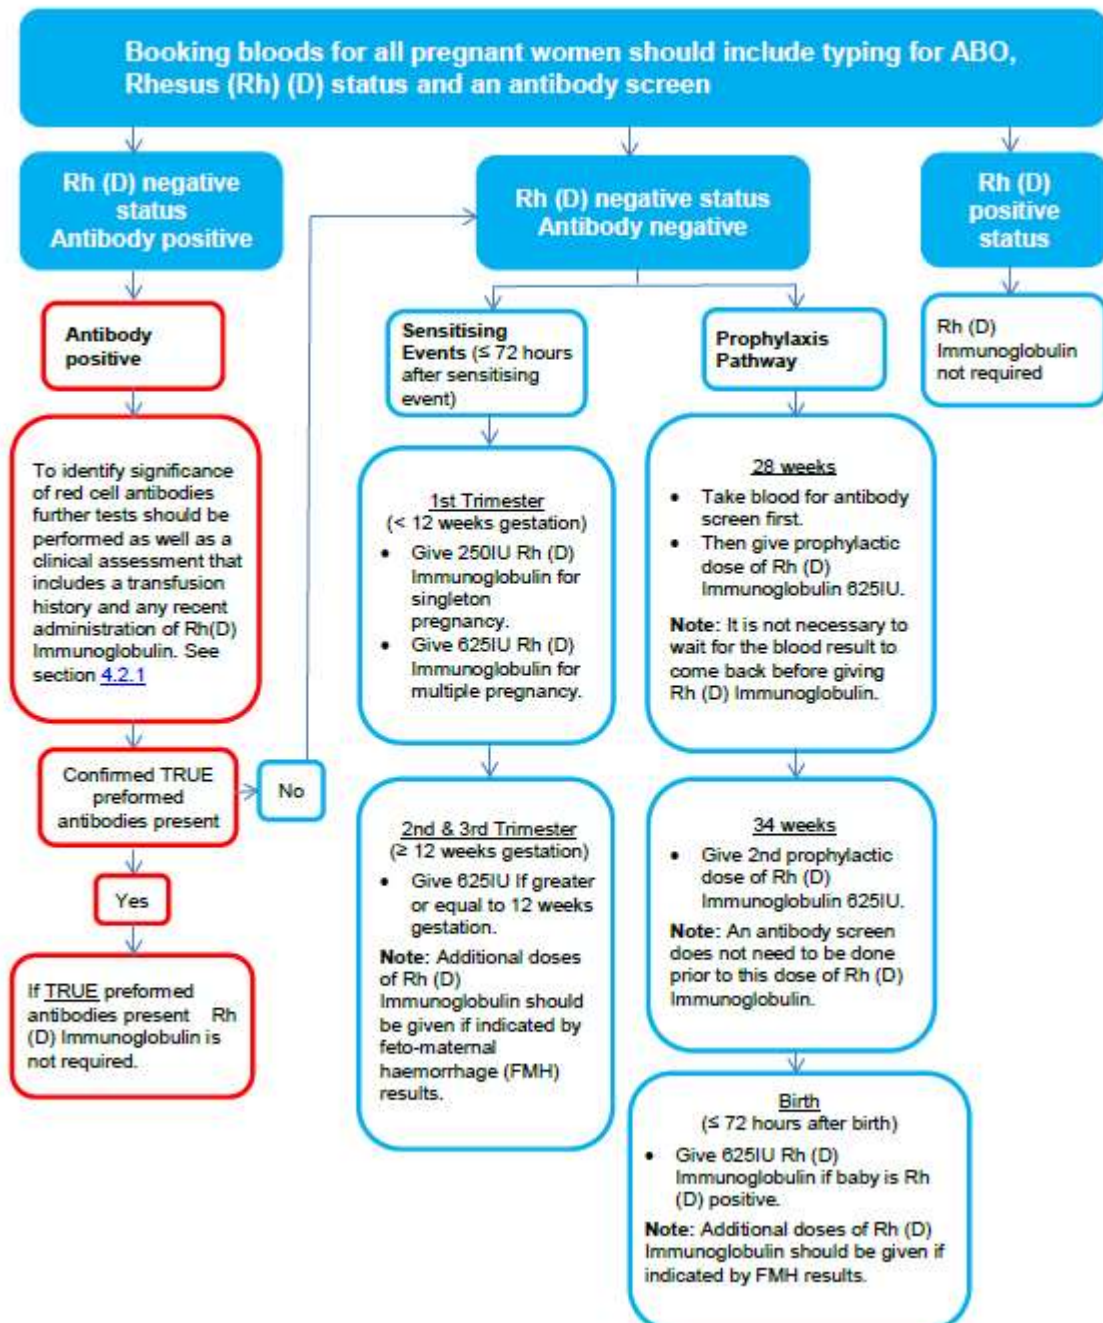 Booking bloods for all pregnant women should include typing for ABO,
Rhesus (Rh) (D) status and an antibody screen
Rh (D) negative
status
Antibody positive
Rh (D) negative status
Antibody negative
Rh (D)
positive
status
Antibody
positive
Sensitising
Events (≤ 72 hours
after sensitising
event)
Prophylaxis
Pathway
Rh (D)
Immunoglobulin
not required
To identify significance
of red cell antibodies
further tests should be
performed as well as a
clinical assessment that
includes a transfusion
history and any recent
administration of Rh(D)
Immunoglobulin. See
section 4.2.1
Confirmed TRUE
preformed
antibodies present
No
Yes
If TRUE preformed
antibodies present Rh
(D) Immunoglobulin is
not required.
1st Trimester
(< 12 weeks gestation)
• Give 250IU Rh (D)
Immunoglobulin for
singleton
pregnancy.
• Give 625IU Rh (D)
Immunoglobulin for
multiple pregnancy.
2nd & 3rd Trimester
(≥ 12 weeks gestation)
• Give 625IU If greater
or equal to 12 weeks
gestation.
Note: Additional doses
of Rh (D)
Immunoglobulin should
be given if indicated by
feto-maternal
haemorrhage (FMH)
results.
28 weeks
• Take blood for antibody
screen first.
• Then give prophylactic
dose of Rh (D)
Immunoglobulin 625IU.
Note: It is not necessary to
wait for the blood result to
come back before giving
Rh (D) Immunoglobulin.
34 weeks
• Give 2nd prophylactic
dose of Rh (D)
Immunoglobulin 625IU.
Note: An antibody screen
does not need to be done
prior to this dose of Rh (D)
Immunoglobulin.
Birth
(≤ 72 hours after birth)
• Give 625IU Rh (D)
Immunoglobulin if baby is Rh
(D) positive.
Note: Additional doses of Rh (D)
Immunoglobulin should be given if
indicated by FMH results.